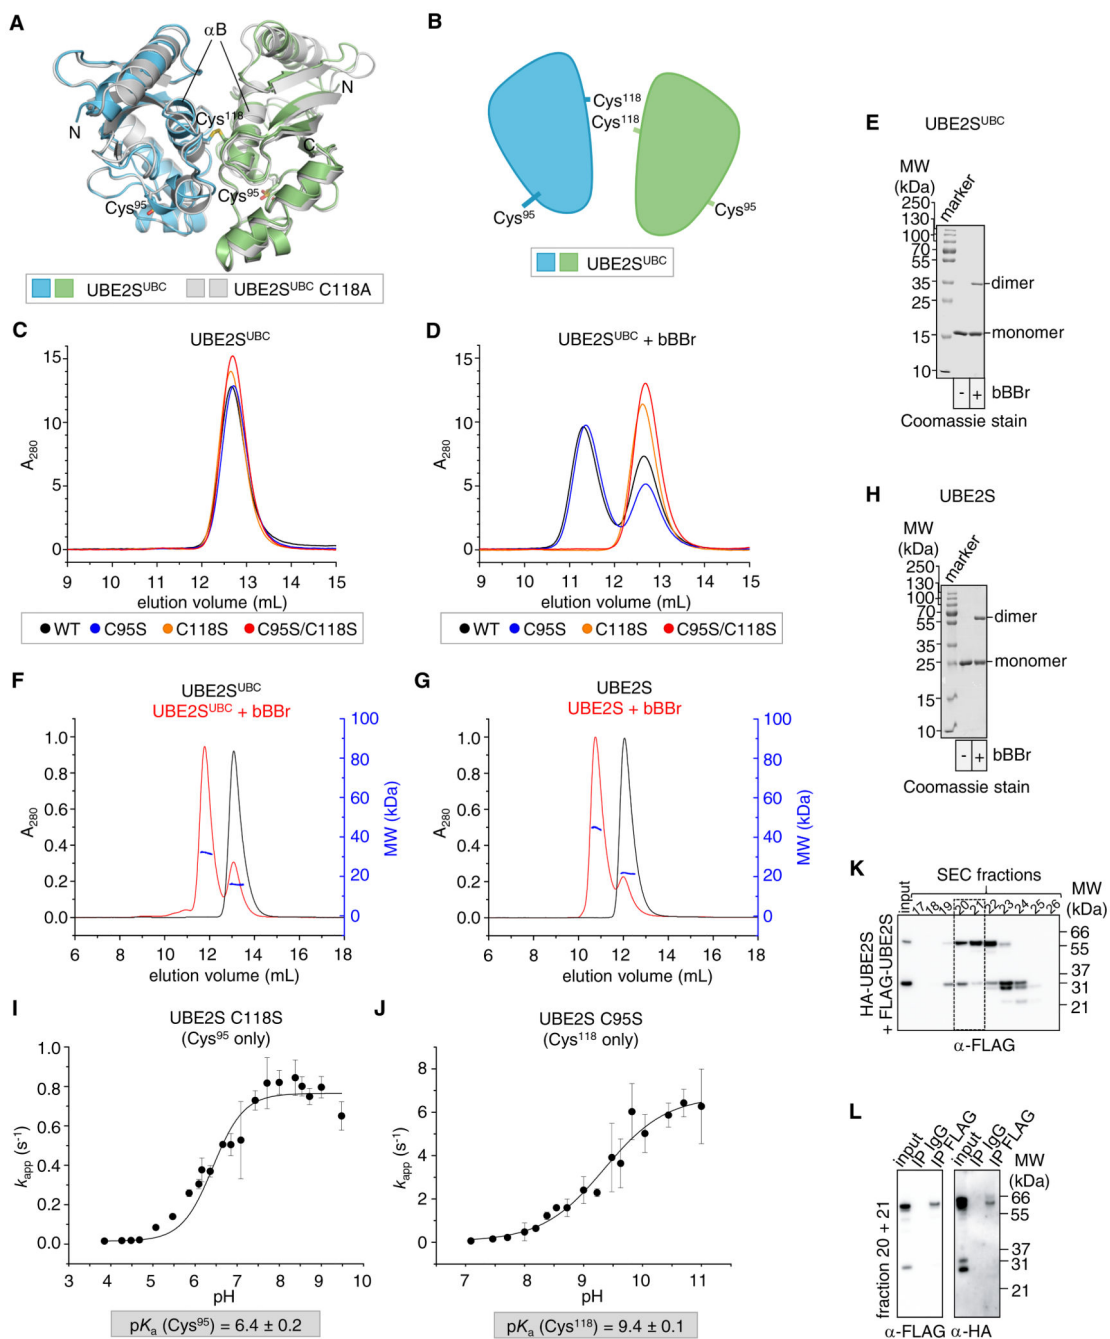 A
αB
N
N
Cys118
C
Cys95
Cys95
UBE2SUBC
UBE2SUBC C118A
B
Cys118
Cys118
Cys95
Cys95
UBE2SUBC
E
UBE2SUBC
MW
(kDa)
marker
250
130
100
70
55
35
25
15
10
dimer
monomer
- + bBBr
Coomassie stain
C
UBE2SUBC
15
10
5
0
A280
9 10 11 12 13 14 15
elution volume (mL)
WT C95S C118S C95S/C118S
D
UBE2SUBC + bBBr
15
10
5
0
A280
9 10 11 12 13 14 15
elution volume (mL)
WT C95S C118S C95S/C118S
H
UBE2S
MW
(kDa)
marker
250
130
100
70
55
35
25
15
10
dimer
monomer
- + bBBr
Coomassie stain
F
UBE2SUBC
UBE2SUBC + bBBr
1.0
0.8
0.6
0.4
0.2
0.0
A280
100
80
60
40
20
0
MW (kDa)
6 8 10 12 14 16 18
elution volume (mL)
G
UBE2S
UBE2S + bBBr
1.0
0.8
0.6
0.4
0.2
0.0
A280
100
80
60
40
20
0
MW (kDa)
6 8 10 12 14 16 18
elution volume (mL)
K
SEC fractions
MW
(kDa)
input 17 18 19 20 21 22 23 24 25 26
HA-UBE2S
+ FLAG-UBE2S
66
55
37
31
21
α-FLAG
I
UBE2S C118S
(Cys95 only)
1.0
0.8
0.6
0.4
0.2
0.0
kapp (s-1)
3 4 5 6 7 8 9 10
pH
pKa (Cys95) = 6.4 ± 0.2
J
UBE2S C95S
(Cys118 only)
8
6
4
2
0
kapp (s-1)
7 8 9 10 11
pH
pKa (Cys118) = 9.4 ± 0.1
L
input
IP IgG
IP FLAG
input
IP IgG
IP FLAG
MW
(kDa)
fraction 20 + 21
66
55
37
31
21
α-FLAG α-HA